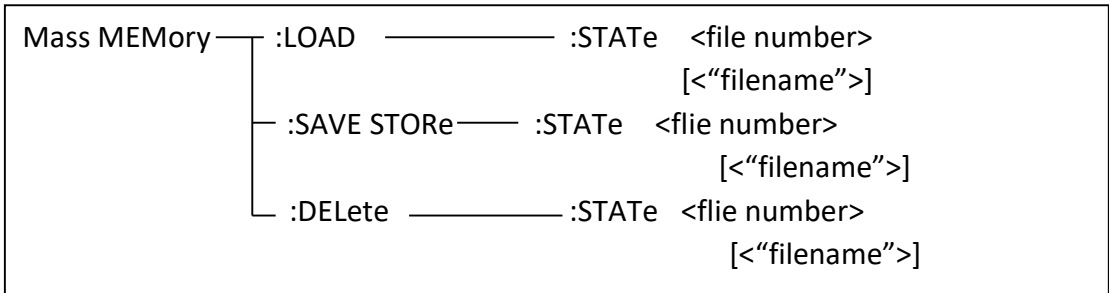 Mass MEMory :LOAD :STATe <file number>
[<“filename”>]
:SAVE STORe :STATe <flie number>
[<“filename”>]
:DELete :STATe <flie number>
[<“filename”>]